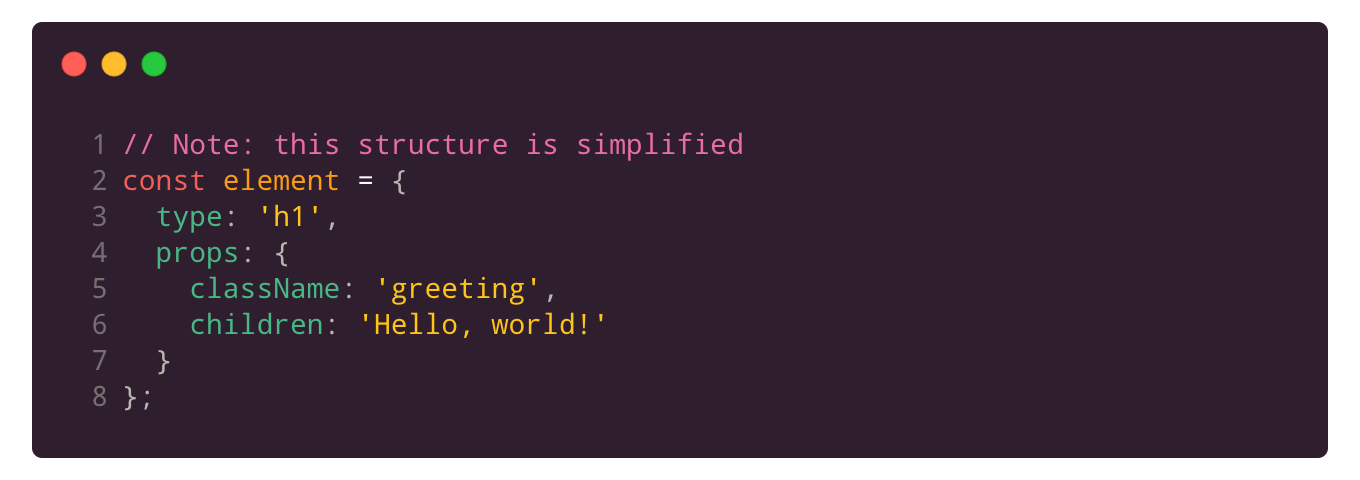 1 // Note: this structure is simplified
2 const element = {
3   type: 'h1',
4   props: {
5     className: 'greeting',
6     children: 'Hello, world!'
7   }
8 };